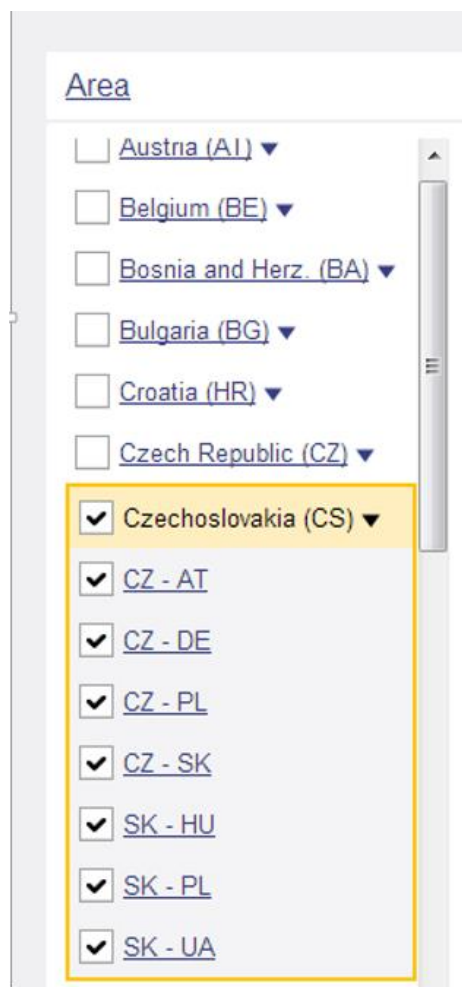 Area
Austria (AT)
Belgium (BE)
Bosnia and Herz. (BA)
Bulgaria (BG)
Croatia (HR)
Czech Republic (CZ)
Czechoslovakia (CS)
CZ - AT
CZ - DE
CZ - PL
CZ - SK
SK - HU
SK - PL
SK - UA